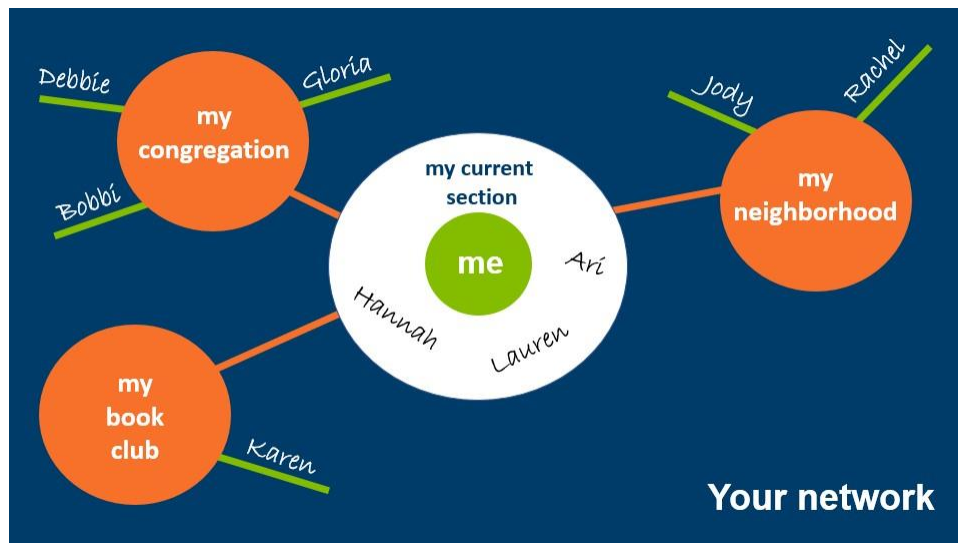 Debbie
Gloria
my
congregation
Bobbi
my current
section
me
Ari
Hannah
Lauren
Jody
Rachel
my
neighborhood
my
book
club
Karen
Your network